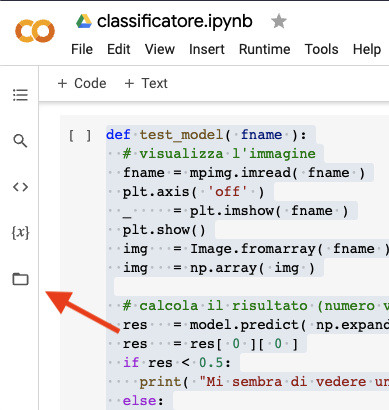 classificatore.ipynb
File Edit View Insert Runtime Tools Help
+ Code + Text
{x}
[ ] def test_model( fname ):
# visualizza l'immagine
fname = mpimg.imread( fname )
plt.axis( 'off' )
_ = plt.imshow( fname )
plt.show()
img = Image.fromarray( fname )
img = np.array( img )
# calcola il risultato (numero v
res = model.predict( np.expand
res = res[ 0 ][ 0 ]
if res < 0.5:
print( "Mi sembra di vedere un
else: